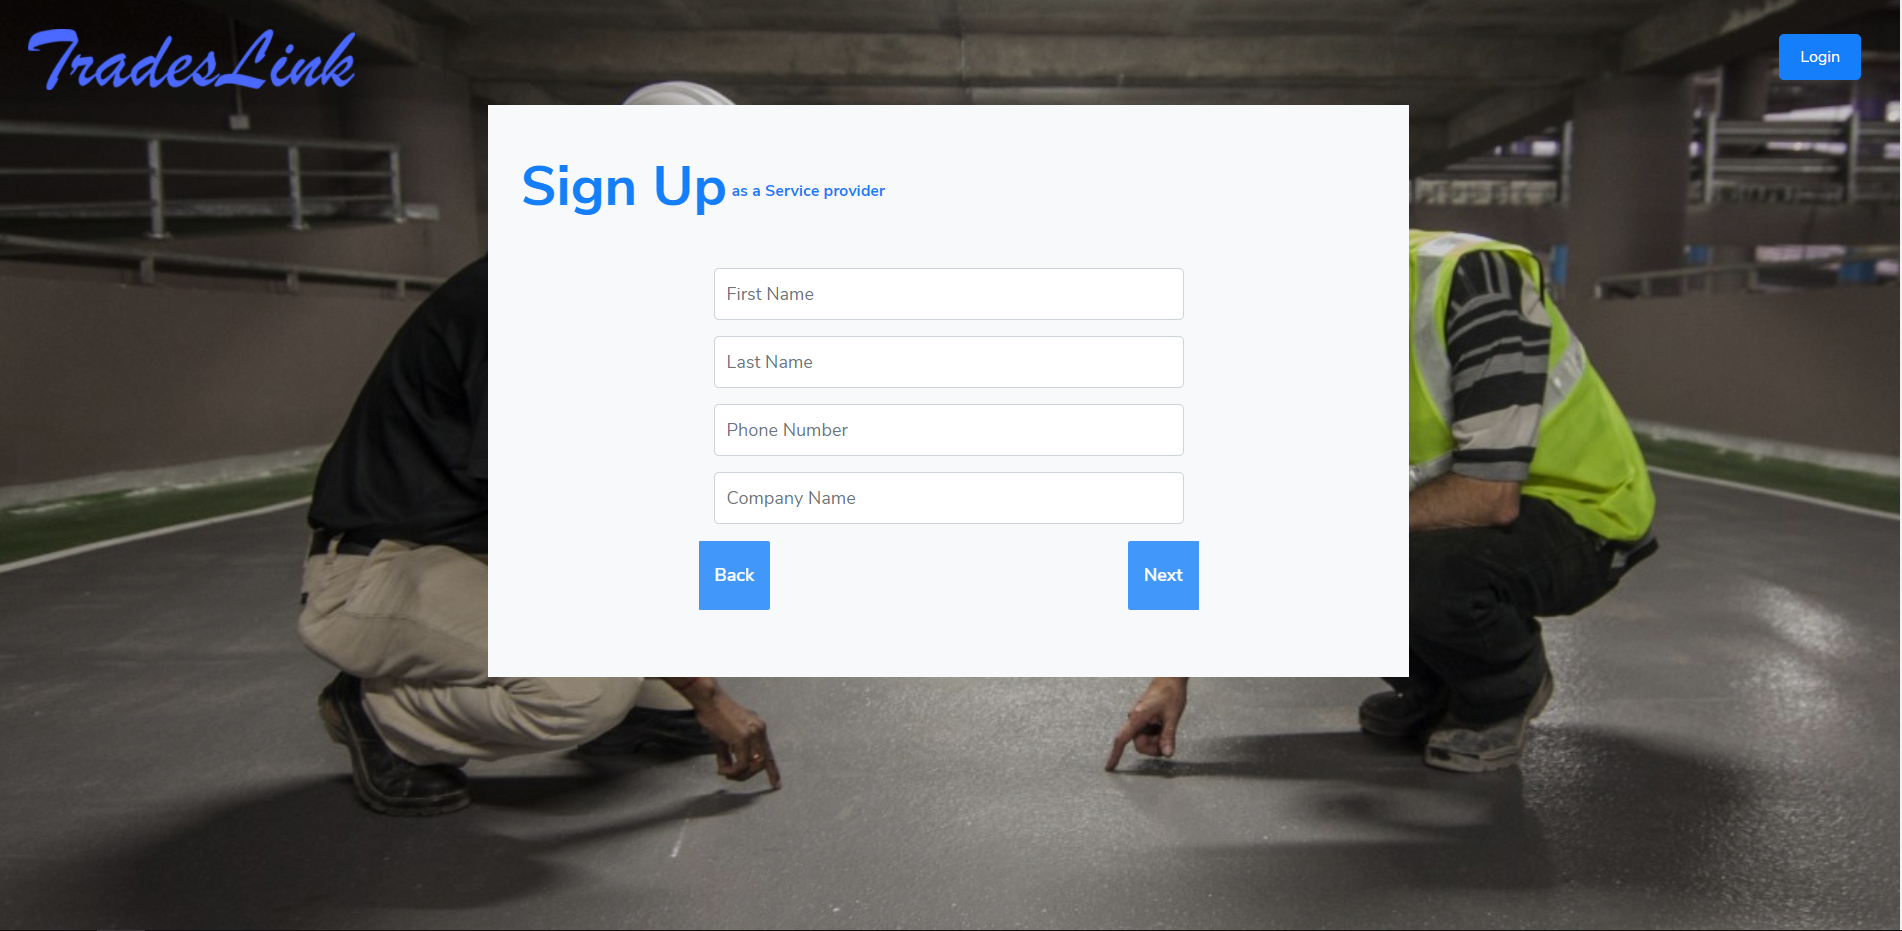 TradesLink
Login
Sign Up as a Service provider
First Name
Last Name
Phone Number
Company Name
Back
Next